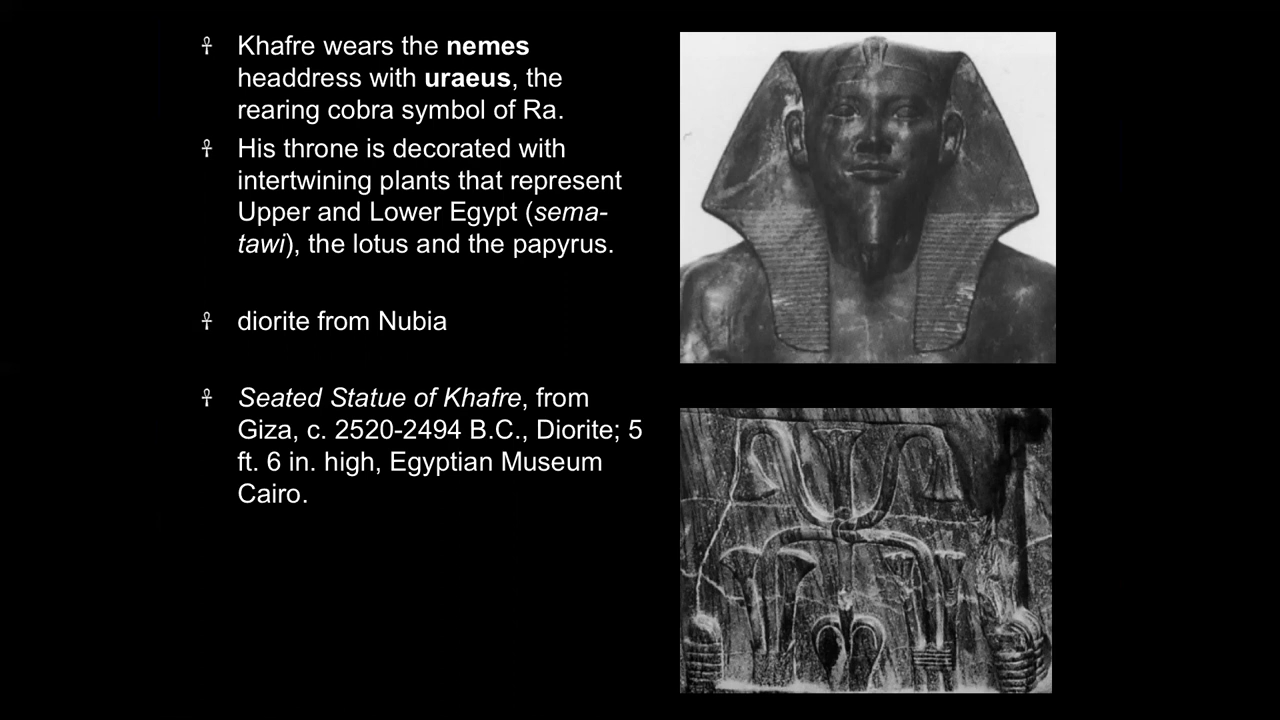 ☥ Khafre wears the nemes
headdress with uraeus, the
rearing cobra symbol of Ra.
☥ His throne is decorated with
intertwining plants that represent
Upper and Lower Egypt (sema-
tawi), the lotus and the papyrus.
☥ diorite from Nubia
☥ Seated Statue of Khafre, from
Giza, c. 2520-2494 B.C., Diorite; 5
ft. 6 in. high, Egyptian Museum
Cairo.